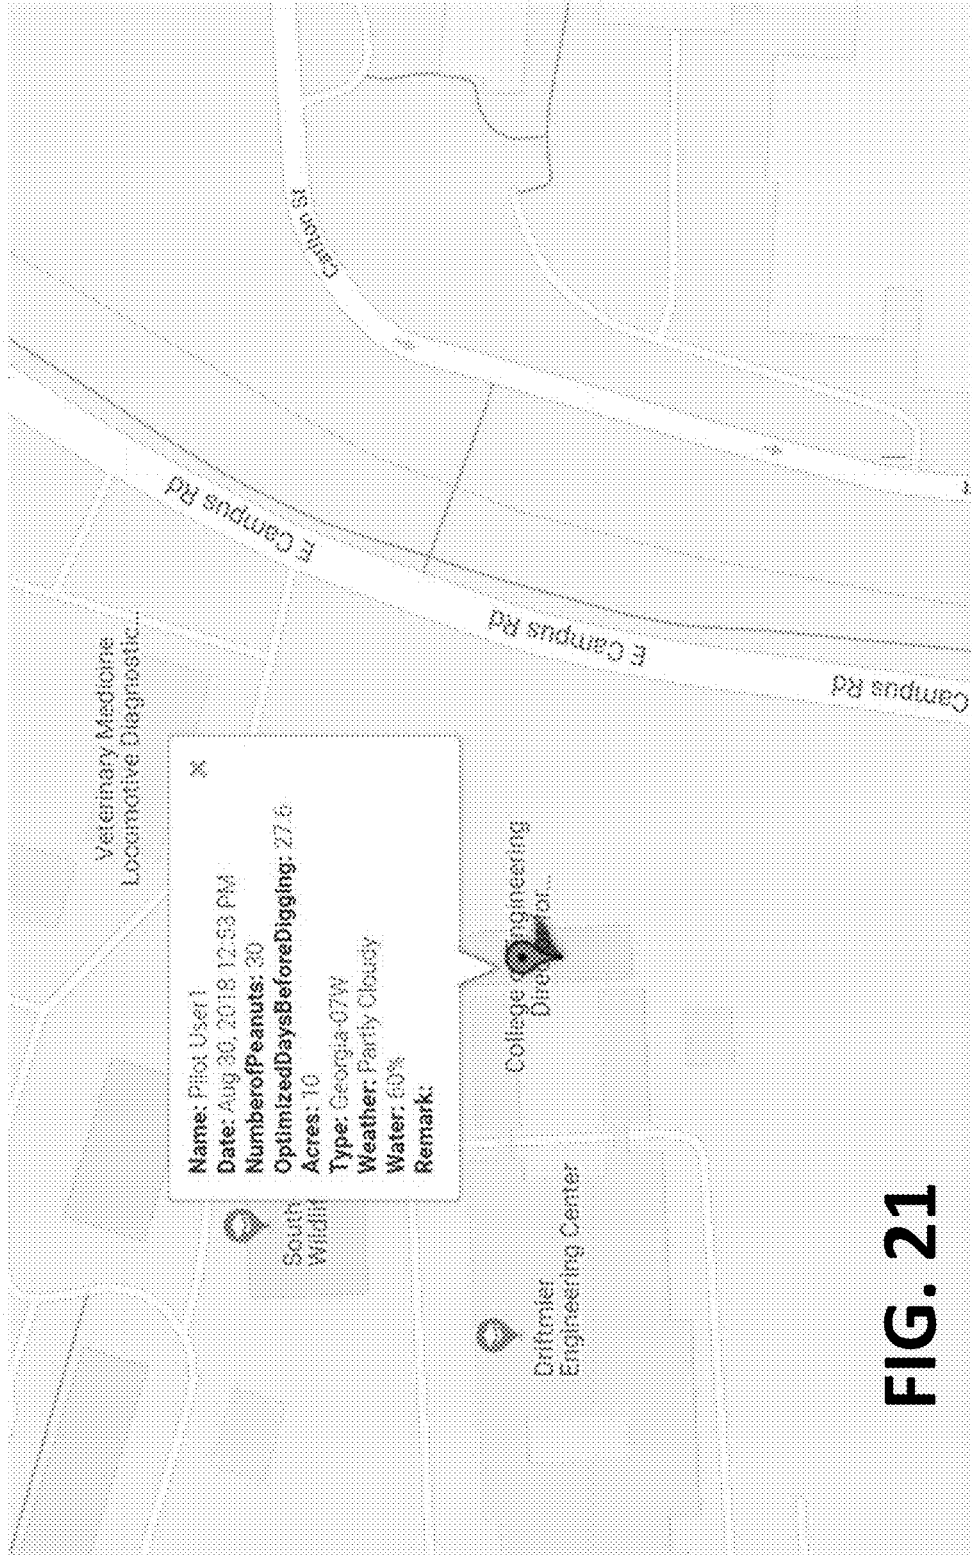 Veterinary Medicine
Locomotive Diagnostic...
E Campus Rd
E Campus Rd
Campus Rd
Carlton St
×
Name: Pilot User1
Date: Aug 30, 2018 12:53 PM
NumberofPeanuts: 30
OptimizedDaysBeforeDigging: 27.6
Acres: 10
Type: Georgia-07W
Weather: Partly Cloudy
Water: 60%
Remark:
South
Wildlif
College Engineering
Driftmier
Engineering Center
FIG. 21